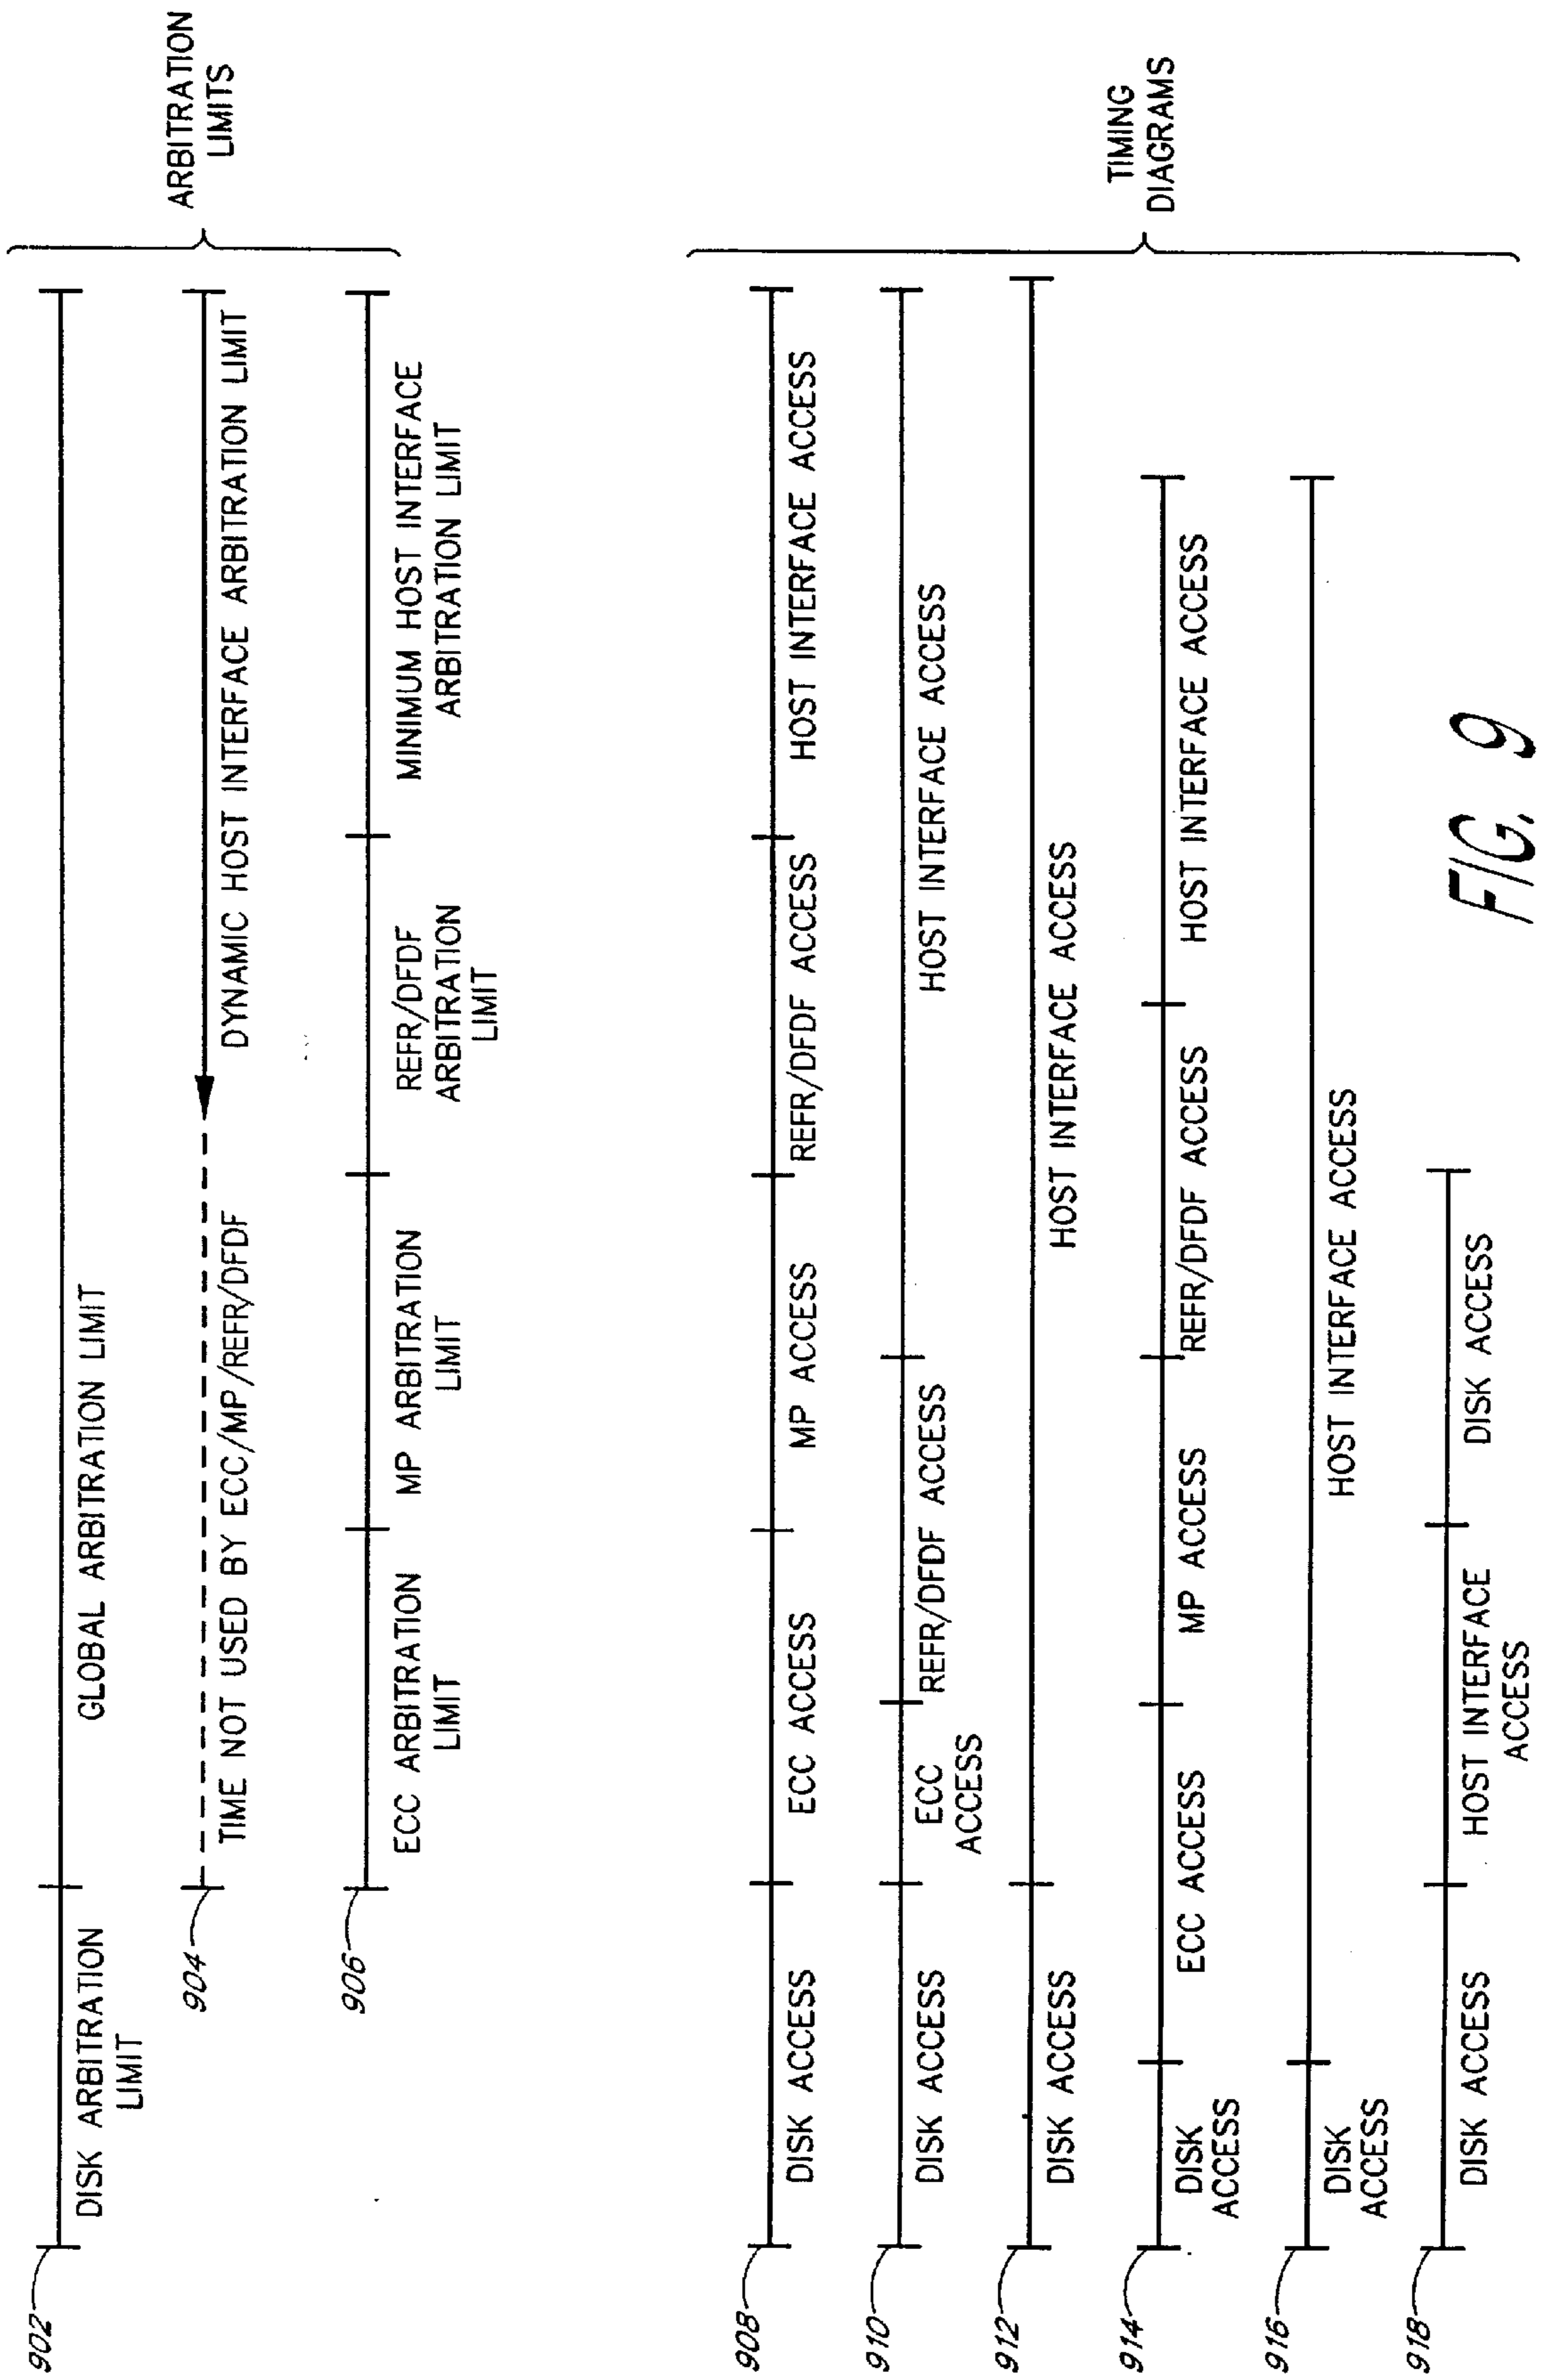 902
DISK ARBITRATION
LIMIT
GLOBAL ARBITRATION LIMIT
904
TIME NOT USED BY ECC/MP/REFR/DFDF
DYNAMIC HOST INTERFACE ARBITRATION LIMIT
906
ECC ARBITRATION
LIMIT
MP ARBITRATION
LIMIT
REFR/DFDF
ARBITRATION
LIMIT
MINIMUM HOST INTERFACE
ARBITRATION LIMIT
ARBITRATION
LIMITS
908
DISK ACCESS
ECC ACCESS
MP ACCESS
REFR/DFDF ACCESS
HOST INTERFACE ACCESS
910
DISK ACCESS
ECC
ACCESS
REFR/DFDF ACCESS
HOST INTERFACE ACCESS
912
DISK ACCESS
HOST INTERFACE ACCESS
914
DISK
ACCESS
ECC ACCESS
MP ACCESS
REFR/DFDF ACCESS
HOST INTERFACE ACCESS
916
DISK
ACCESS
HOST INTERFACE ACCESS
918
DISK ACCESS
HOST INTERFACE
ACCESS
DISK ACCESS
TIMING
DIAGRAMS
FIG. 9